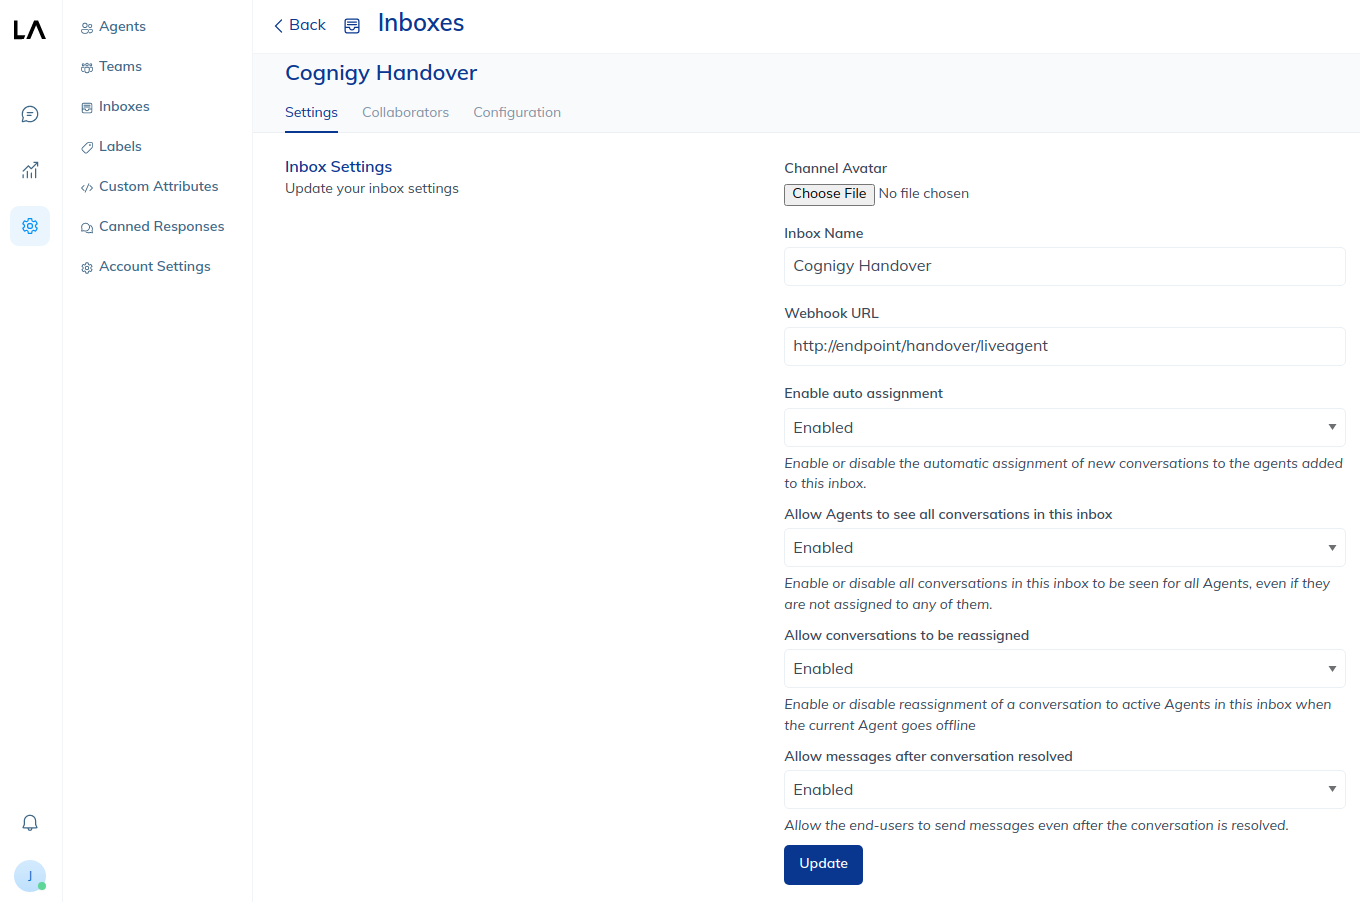 LA
Agents
Teams
Inboxes
Labels
Custom Attributes
Canned Responses
Account Settings
J
Back
Inboxes
Cognigy Handover
Settings Collaborators Configuration
Inbox Settings
Update your inbox settings
Channel Avatar
Choose File No file chosen
Inbox Name
Cognigy Handover
Webhook URL
http://endpoint/handover/liveagent
Enable auto assignment
Enabled
Enable or disable the automatic assignment of new conversations to the agents added
to this inbox.
Allow Agents to see all conversations in this inbox
Enabled
Enable or disable all conversations in this inbox to be seen for all Agents, even if they
are not assigned to any of them.
Allow conversations to be reassigned
Enabled
Enable or disable reassignment of a conversation to active Agents in this inbox when
the current Agent goes offline
Allow messages after conversation resolved
Enabled
Allow the end-users to send messages even after the conversation is resolved.
Update